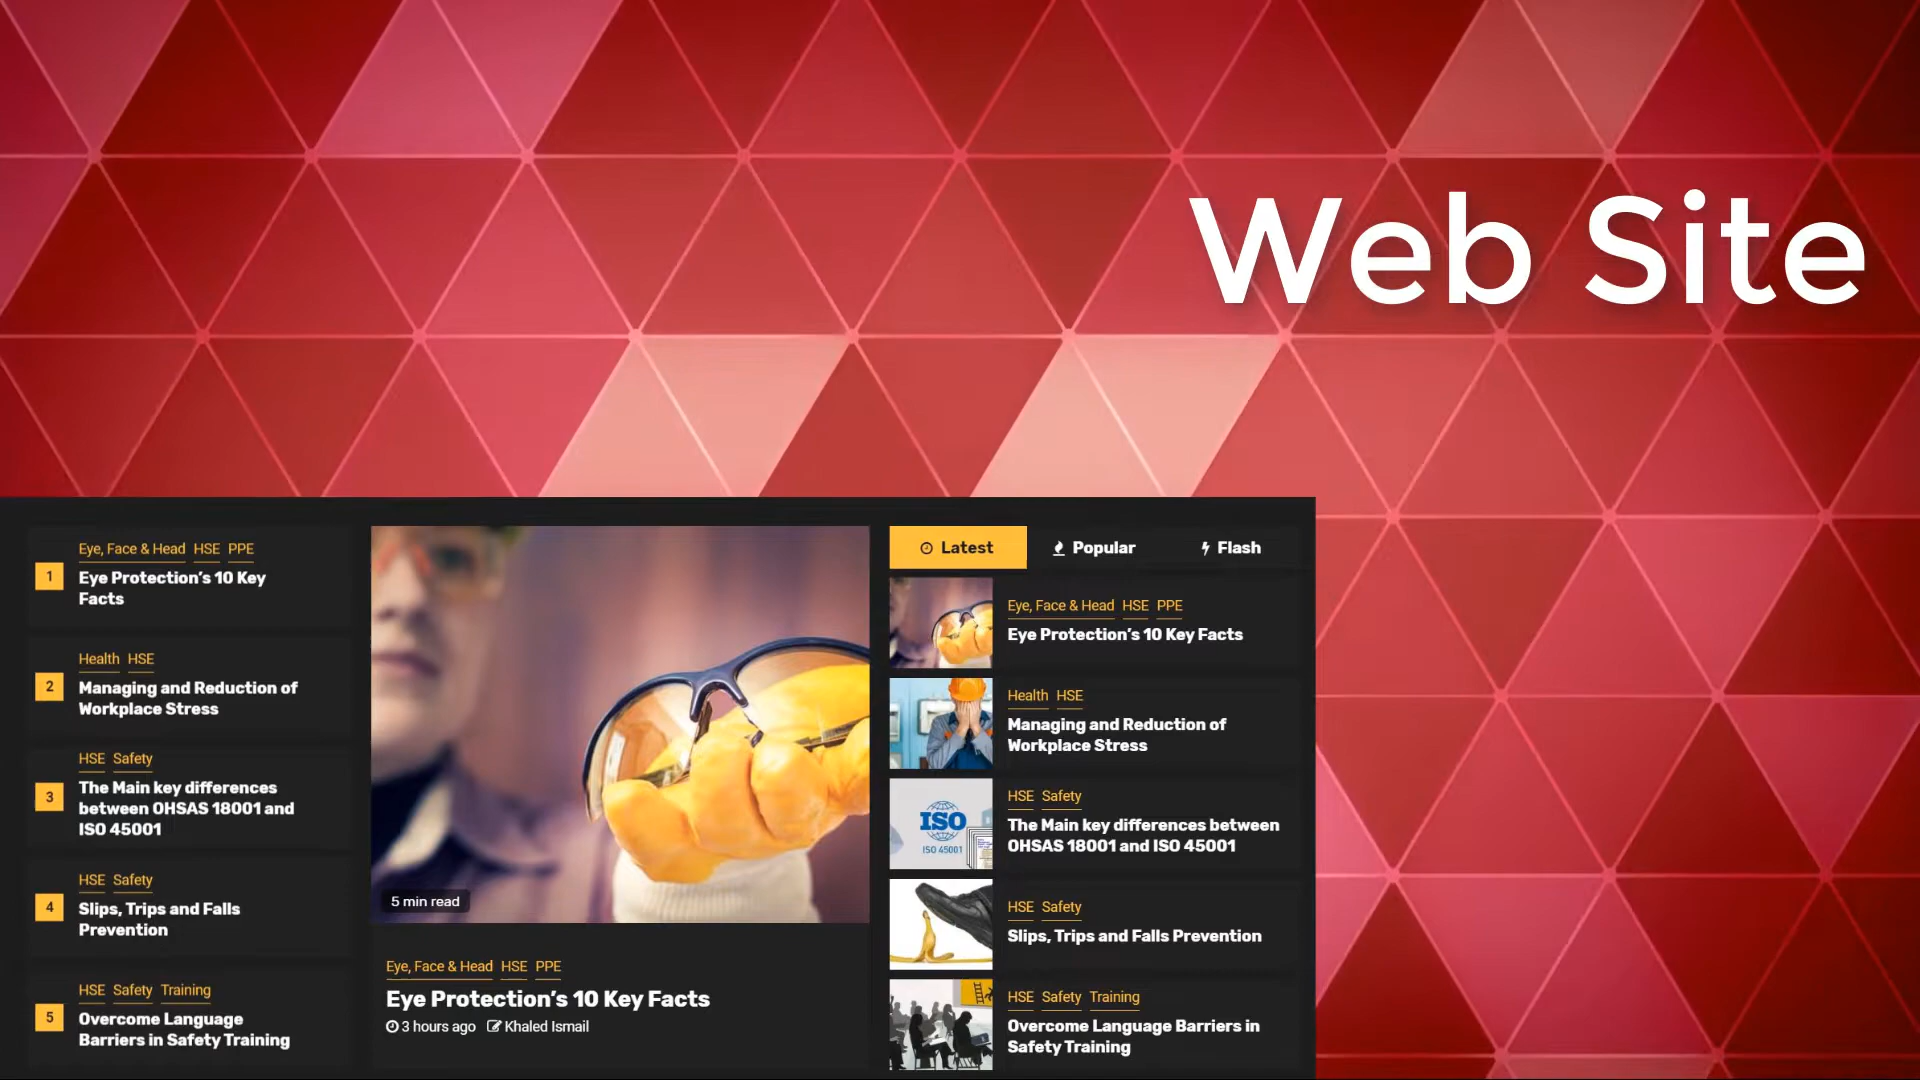 Web Site
Eye, Face & Head HSE PPE
1
Eye Protection's 10 Key
Facts
Health HSE
2
Managing and Reduction of
Workplace Stress
HSE Safety
3
The Main key differences
between OHSAS 18001 and
ISO 45001
HSE Safety
4
Slips, Trips and Falls
Prevention
HSE Safety Training
5
Overcome Language
Barriers in Safety Training
5 min read
Eye, Face & Head HSE PPE
Eye Protection's 10 Key Facts
3 hours ago Khaled Ismail
Latest Popular Flash
Eye, Face & Head HSE PPE
Eye Protection's 10 Key Facts
Health HSE
Managing and Reduction of
Workplace Stress
ISO
ISO 45001
HSE Safety
The Main key differences between
OHSAS 18001 and ISO 45001
HSE Safety
Slips, Trips and Falls Prevention
HSE Safety Training
Overcome Language Barriers in
Safety Training